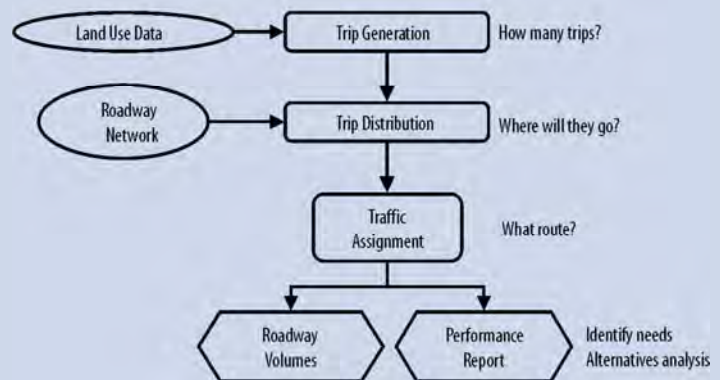 Land Use Data
Trip Generation
How many trips?
Roadway
Network
Trip Distribution
Where will they go?
Traffic
Assignment
What route?
Roadway
Volumes
Performance
Report
Identify needs
Alternatives analysis